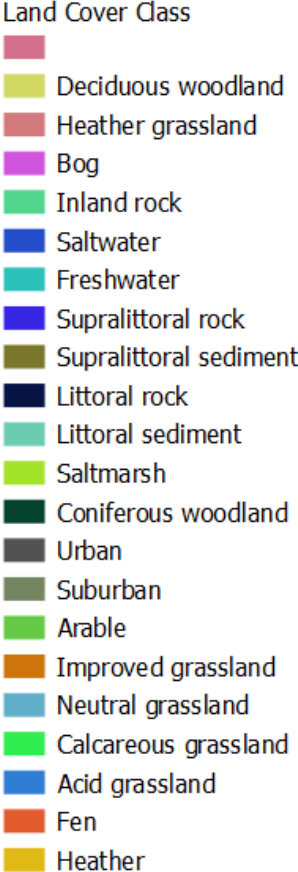 Land Cover Class
Deciduous woodland
Heather grassland
Bog
Inland rock
Saltwater
Freshwater
Supralittoral rock
Supralittoral sediment
Littoral rock
Littoral sediment
Saltmarsh
Coniferous woodland
Urban
Suburban
Arable
Improved grassland
Neutral grassland
Calcareous grassland
Acid grassland
Fen
Heather